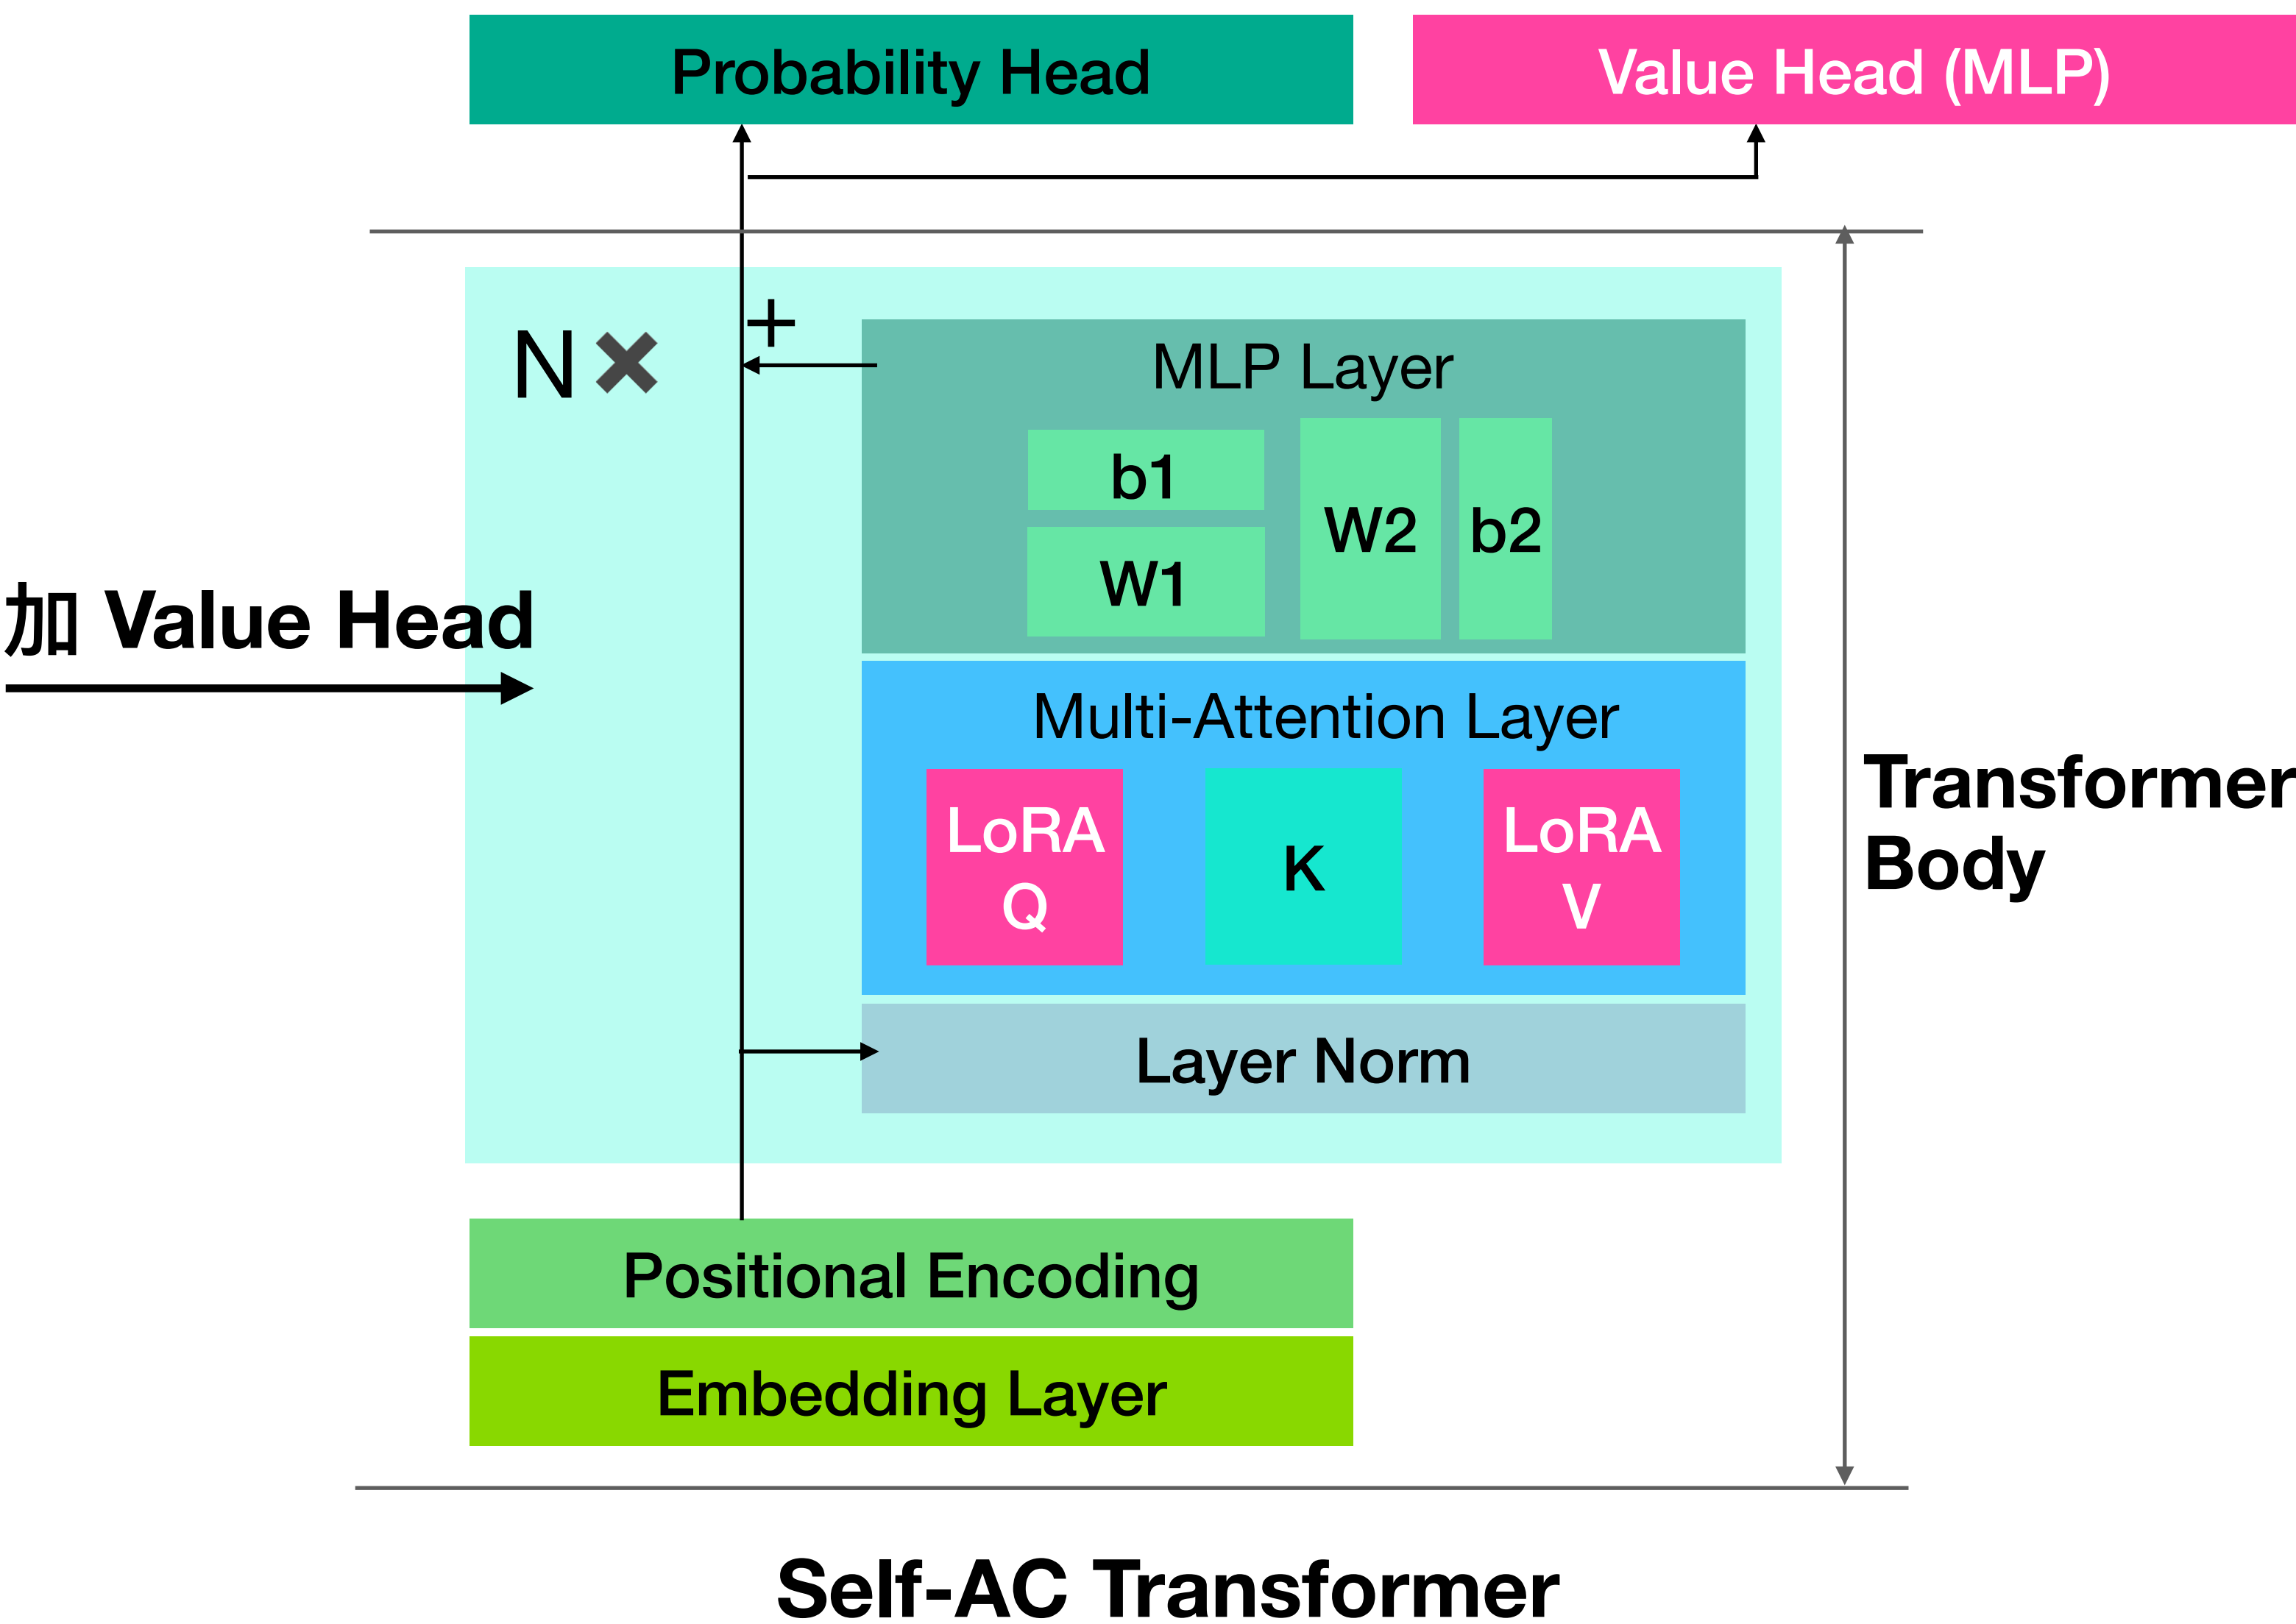 Probability Head
Value Head (MLP)
+
N ✖
MLP Layer
b1
W1
W2
b2
加 Value Head
Multi-Attention Layer
LoRA
Q
K
LoRA
V
Transformer
Body
Layer Norm
Positional Encoding
Embedding Layer
Self-AC Transformer